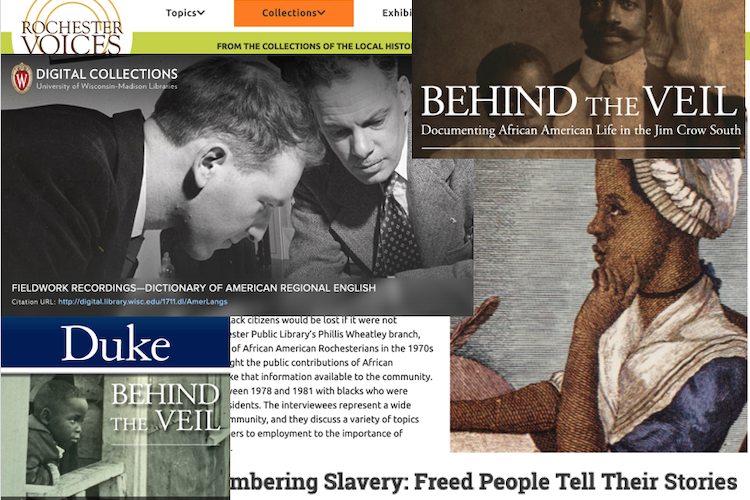 ROCHESTER
VOICES
Topics
Collections
Exhibi
FROM THE COLLECTIONS OF THE LOCAL HISTO
W
DIGITAL COLLECTIONS
University of Wisconsin-Madison Libraries
BEHIND THE VEIL
Documenting African American Life in the Jim Crow South
FIELDWORK RECORDINGS—DICTIONARY OF AMERICAN REGIONAL ENGLISH
Citation URL: http://digital.library.wisc.edu/1711.dl/AmerLangs
ack citizens would be lost if it were not
ester Public Library's Phillis Wheatley branch,
of African American Rochesterians in the 1970s
ght the public contributions of African
ke that information available to the community.
ween 1978 and 1981 with blacks who were
sidents. The interviewees represent a wide
mmunity, and they discuss a variety of topics
ers to employment to the importance of
Duke
BEHIND
THE VEIL
mbering Slavery: Freed People Tell Their Stories